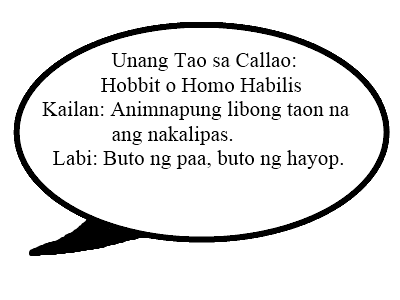 Unang Tao sa Callao:
Hobbit o Homo Habilis
Kailan: Animnapung libong taon na
ang nakalipas.
Labi: Buto ng paa, buto ng hayop.